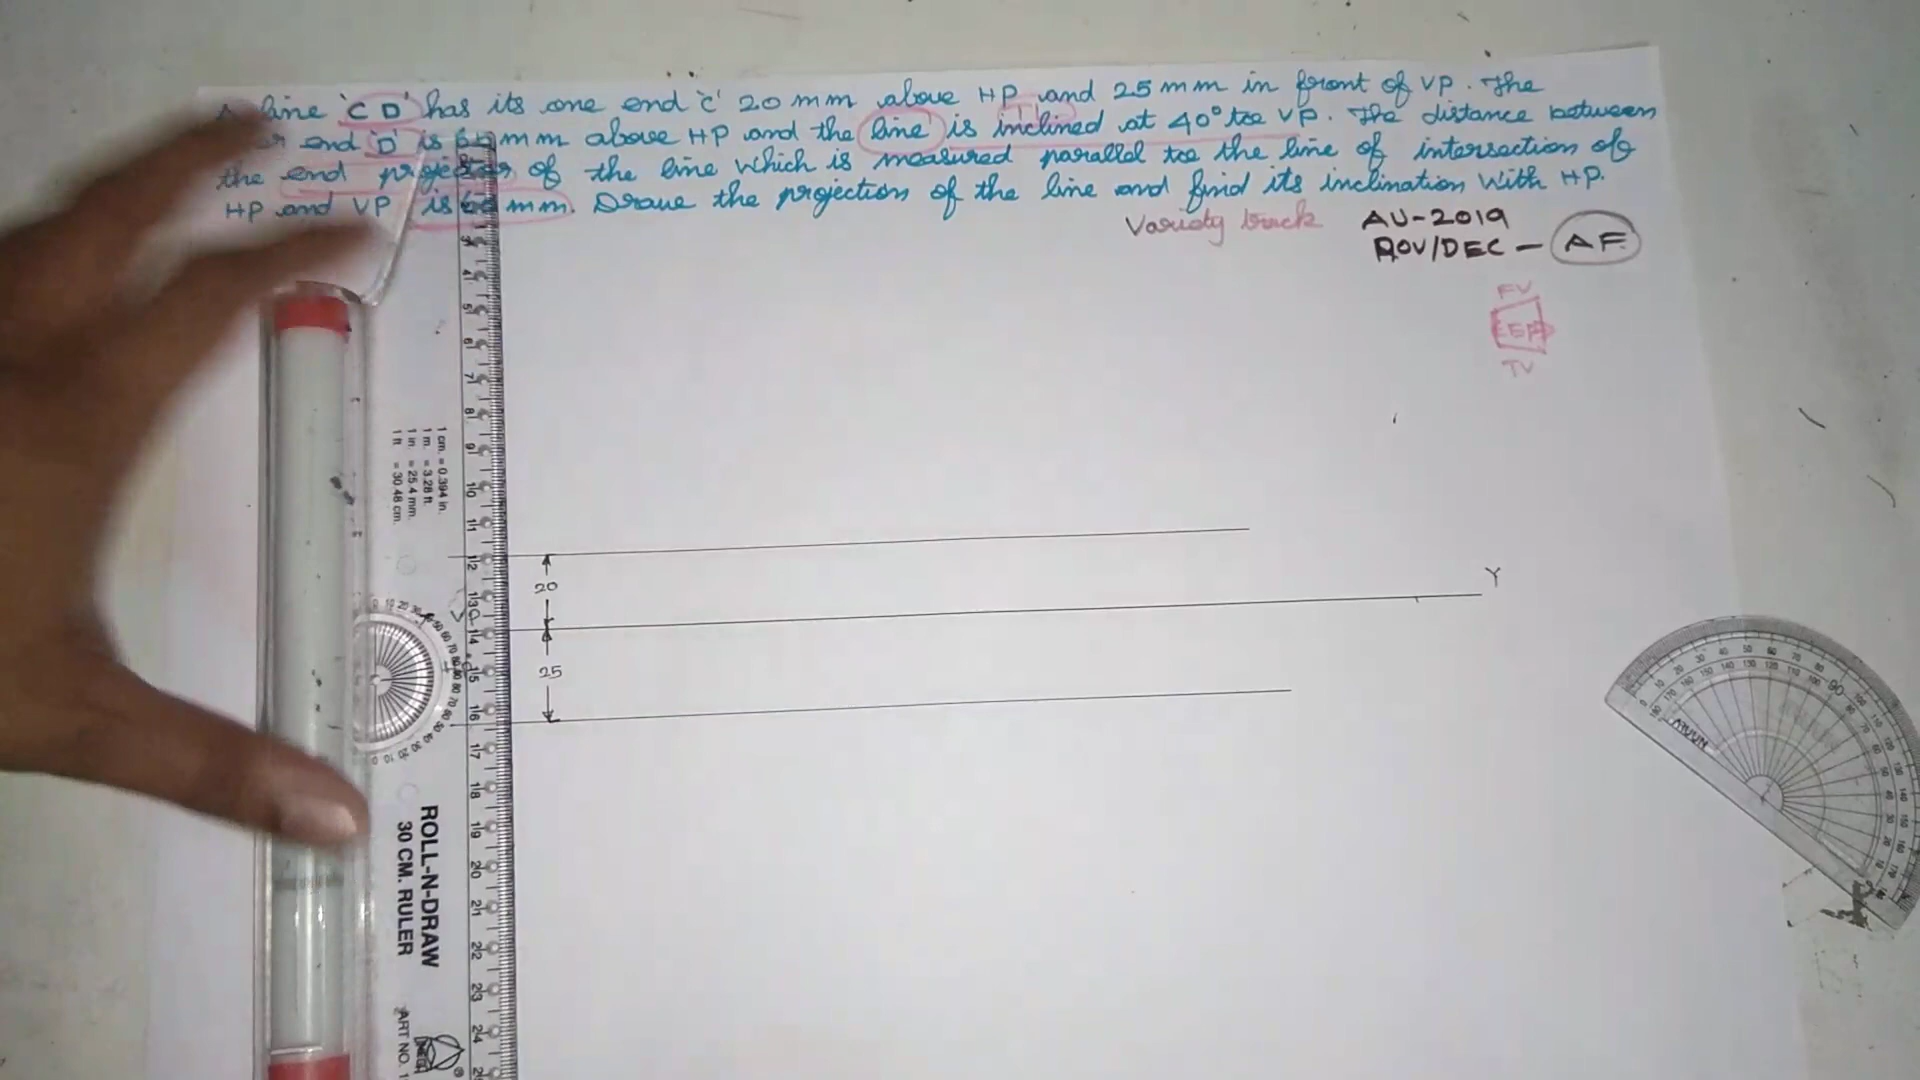 line 'CD' has its one end 'c' 20 mm above HP and 25 mm in front of VP. The
end 'D' is mm above HP and the line is inclined at 40° toe VP. The distance between
the end projector of the line which is measured parallel toe the line of intersection of
HP and VP is mm. Draw the projection of the line and find its inclination with HP.
Variety track
AU-2019
NOV/DEC - AF
FV
TV
Y
20
25
1 cm. = 0.394 in.
1 m. = 3.28 ft.
1 in. = 25.4 mm.
1 ft. = 30.48 cm.
ROLL-N-DRAW
30 CM. RULER
ART NO.